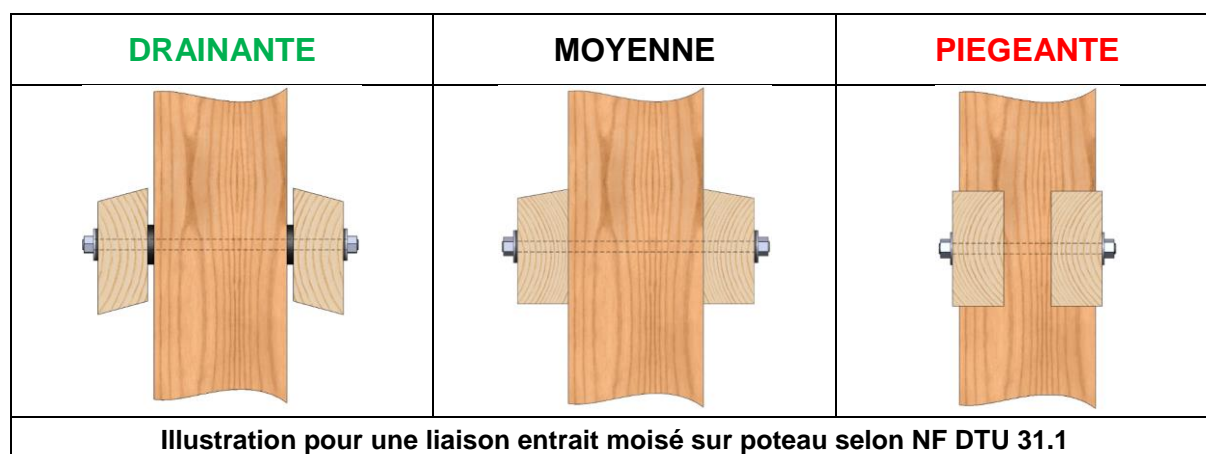 DRAINANTE
MOYENNE
PIEGEANTE
Illustration pour une liaison entrait moisé sur poteau selon NF DTU 31.1